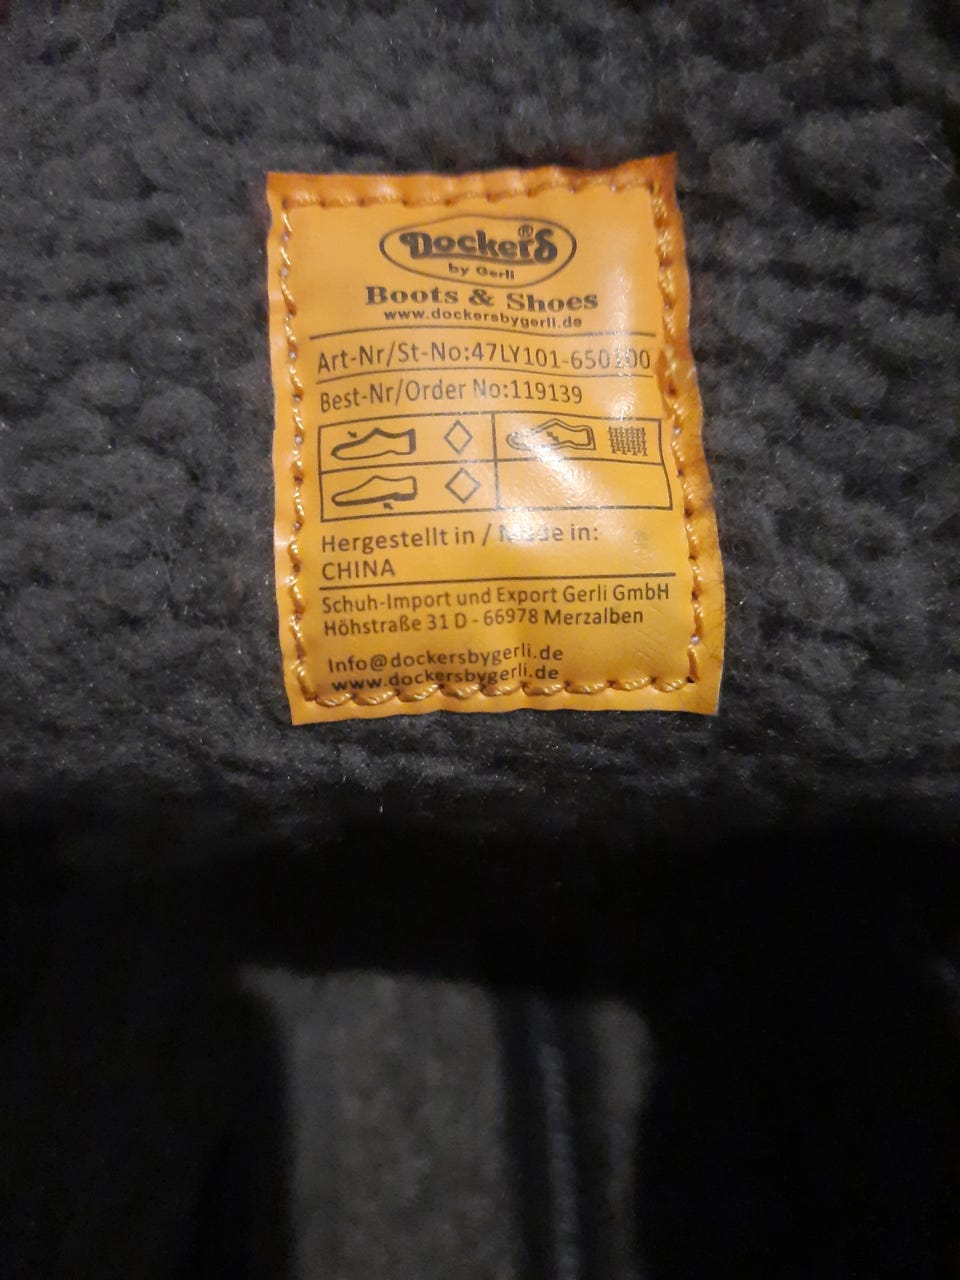 Dockers®
by Gerli
Boots & Shoes
www.dockersbygerli.de
Art-Nr/St-No:47LY101-650100
Best-Nr/Order No:119139
Hergestellt in / Made in:
CHINA
Schuh-Import und Export Gerli GmbH
Höhstraße 31 D - 66978 Merzalben
Info@dockersbygerli.de
www.dockersbygerli.de